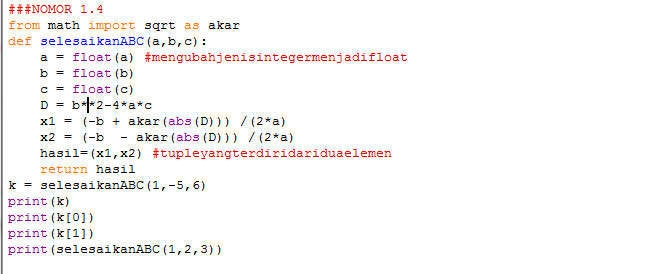 ###NOMOR 1.4
from math import sqrt as akar
def selesaikanABC(a,b,c):
    a = float(a) #mengubahjenisintegermenjadifloat
    b = float(b)
    c = float(c)
    D = b**2-4*a*c
    x1 = (-b + akar(abs(D))) /(2*a)
    x2 = (-b  - akar(abs(D))) /(2*a)
    hasil=(x1,x2) #tupleyangterdiridariduaelemen
    return hasil
k = selesaikanABC(1,-5,6)
print(k)
print(k[0])
print(k[1])
print(selesaikanABC(1,2,3))